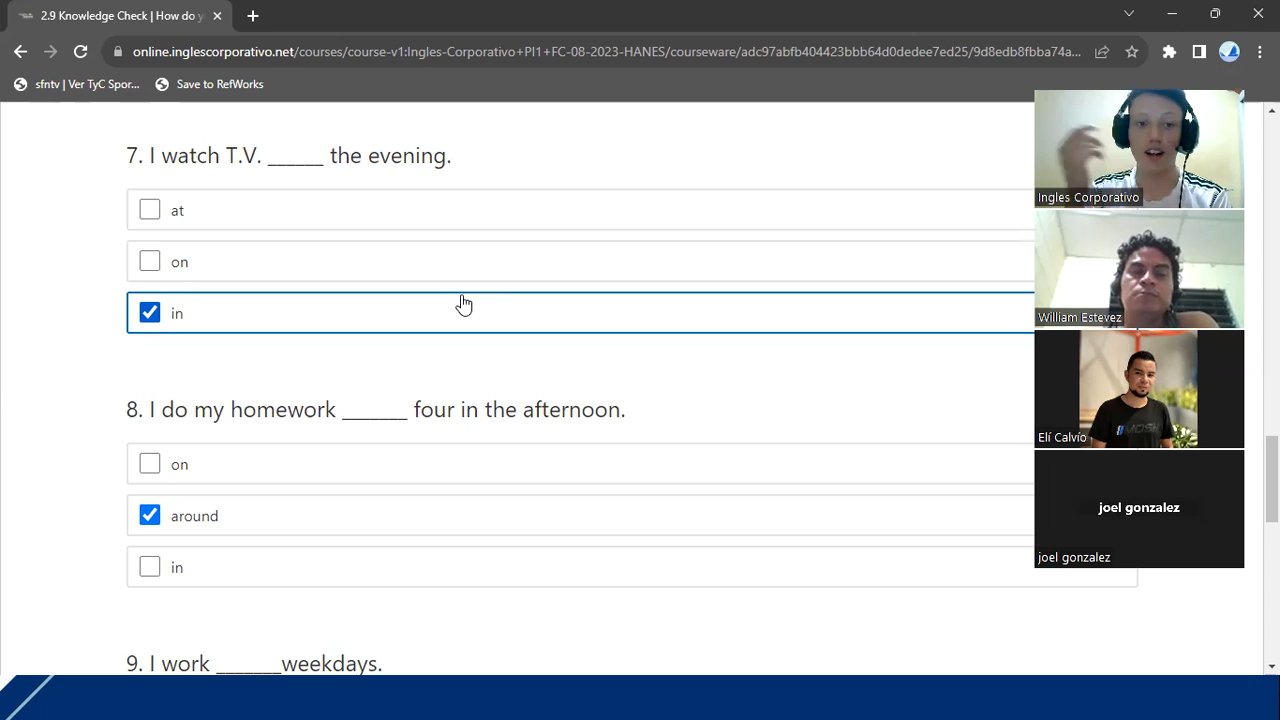 2.9 Knowledge Check | How do y
online.inglescorporativo.net/courses/course-v1:Ingles-Corporativo+PI1+FC-08-2023-HANES/courseware/adc97abfb404423bbb64d0dedee7ed25/9d8edb8fbba74a...
sfntv | Ver TyC Spor... Save to RefWorks
7. I watch T.V. ______ the evening.
at
on
in
8. I do my homework _______ four in the afternoon.
on
around
in
9. I work _______weekdays.
Ingles Corporativo
William Estevez
MOSH
Elí Calvío
joel gonzalez
joel gonzalez